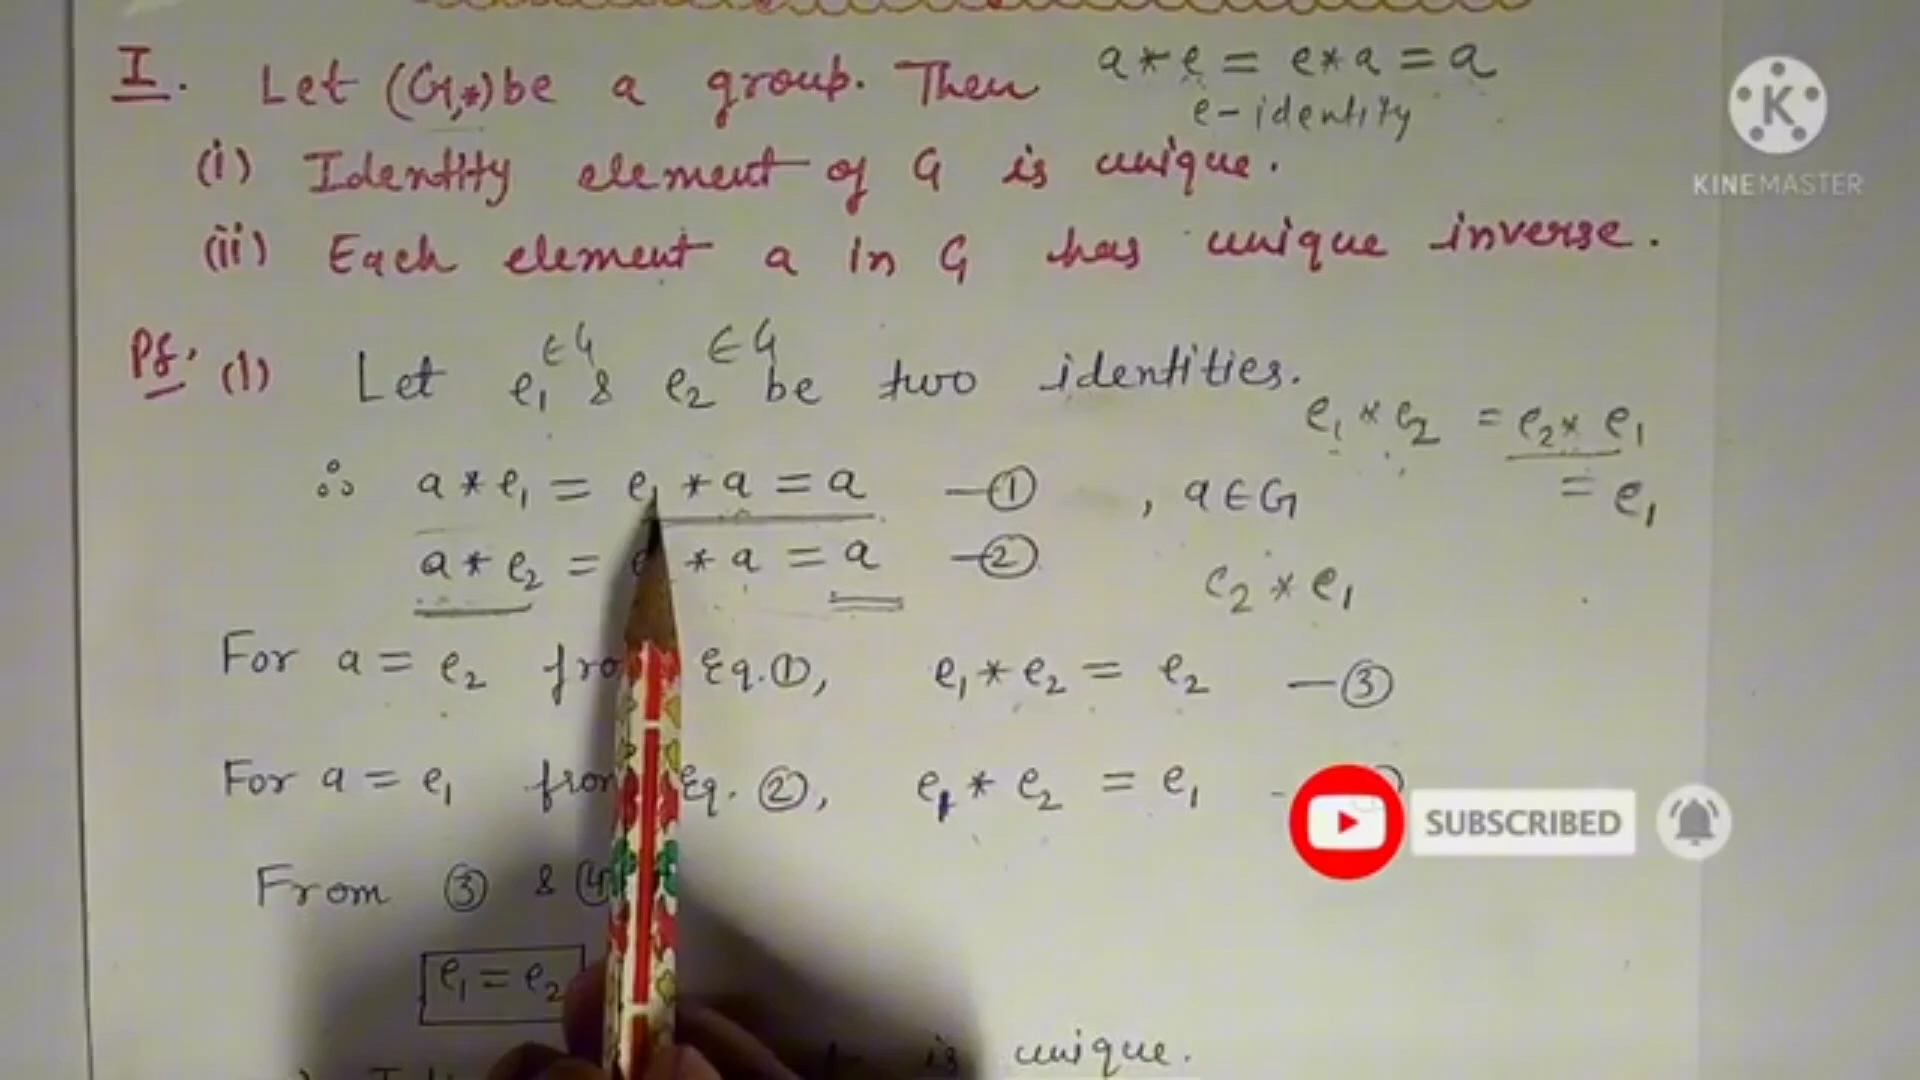 I. Let (G,*) be a group. Then a * e = e * a = a
e - identity
(i) Identity element of G is unique.
(ii) Each element a in G has unique inverse.
Pf. (i) Let e₁ ∈ G & e₂ ∈ G be two identities.
e₁ * e₂ = e₂ * e₁
= e₁
∴ a * e₁ = e₁ * a = a — ① , a ∈ G
a * e₂ = e * a = a — ②
e₂ * e₁
For a = e₂ from Eq. ①, e₁ * e₂ = e₂ — ③
For a = e₁ from Eq. ②, e₁ * e₂ = e₁ -
From ③ & ④
e₁ = e₂
is unique.
K
KINEMASTER
SUBSCRIBED